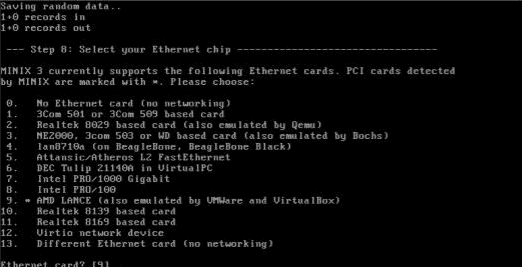 Saving random data..
1+0 records in
1+0 records out
--- Step 8: Select your Ethernet chip ---------------------------------
MINIX 3 currently supports the following Ethernet cards. PCI cards detected
by MINIX are marked with *. Please choose:
0. No Ethernet card (no networking)
1. 3Com 501 or 3Com 509 based card
2. Realtek 8029 based card (also emulated by Qemu)
3. NE2000, 3com 503 or WD based card (also emulated by Bochs)
4. lan8710a (on BeagleBone, BeagleBone Black)
5. Attansic/Atheros L2 FastEthernet
6. DEC Tulip 21140A in VirtualPC
7. Intel PRO/1000 Gigabit
8. Intel PRO/100
9. * AMD LANCE (also emulated by VMWare and VirtualBox)
10. Realtek 8139 based card
11. Realtek 8169 based card
12. Virtio network device
13. Different Ethernet card (no networking)
Ethernet card? [9]